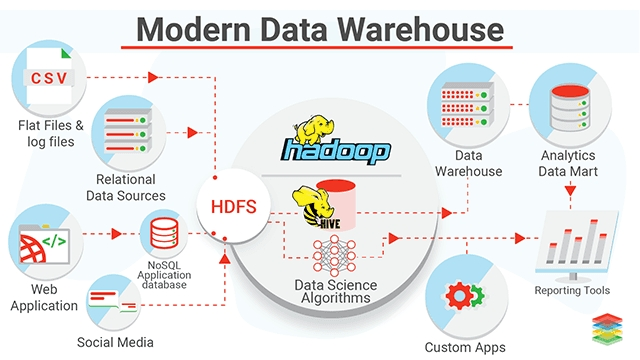 Modern Data Warehouse
CSV
Flat Files &
log files
Relational
Data Sources
</>
Web
Application
NoSQL
Application
database
Social Media
HDFS
hadoop
HIVE
Data Science
Algorithms
Data
Warehouse
Analytics
Data Mart
Reporting Tools
Custom Apps